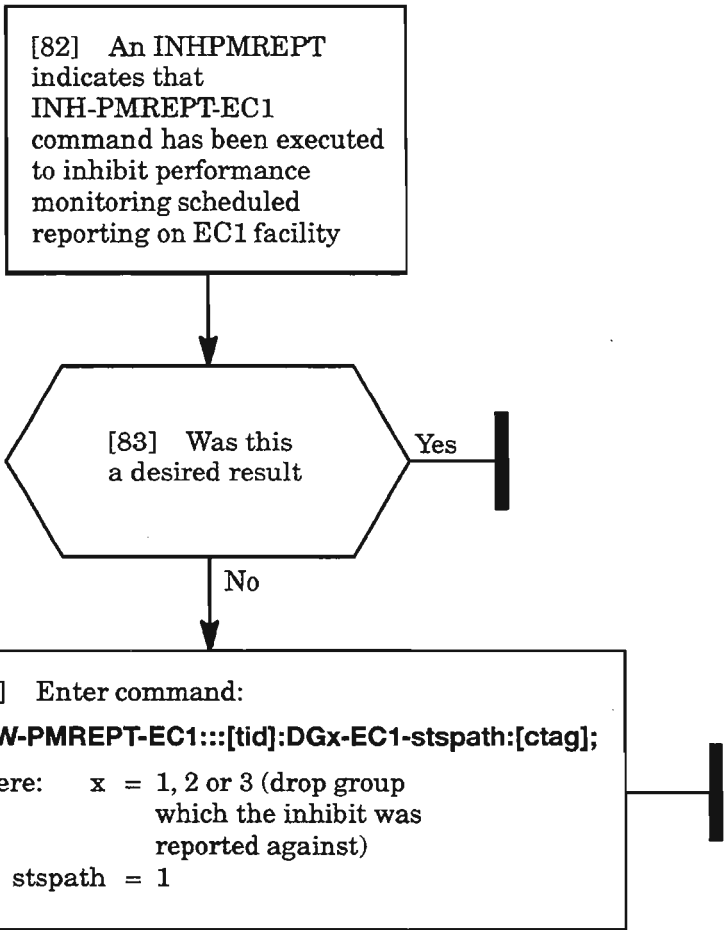 [82] An INHPMREPT
indicates that
INH-PMREPT-EC1
command has been executed
to inhibit performance
monitoring scheduled
reporting on EC1 facility
[83] Was this
a desired result
Yes
No
] Enter command:
W-PMREPT-EC1:::[tid]:DGx-EC1-stspath:[ctag];
ere: x = 1, 2 or 3 (drop group
which the inhibit was
reported against)
stspath = 1